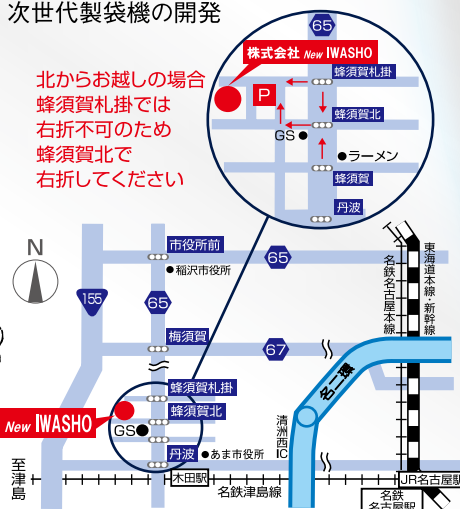 次世代製袋機の開発
65
株式会社 New IWASHO
北からお越しの場合
蜂須賀札掛では
右折不可のため
蜂須賀北で
右折してください
蜂須賀札掛
P
蜂須賀北
GS
ラーメン
蜂須賀
丹波
N
市役所前
65
稲沢市役所
155
65
名鉄名古屋本線
東海道本線・新幹線
梅須賀
67
名二環
蜂須賀札掛
New IWASHO
蜂須賀北
GS
清洲西IC
丹波
あま市役所
至津島
木田駅
名鉄津島線
JR名古屋駅
名鉄
名古屋駅